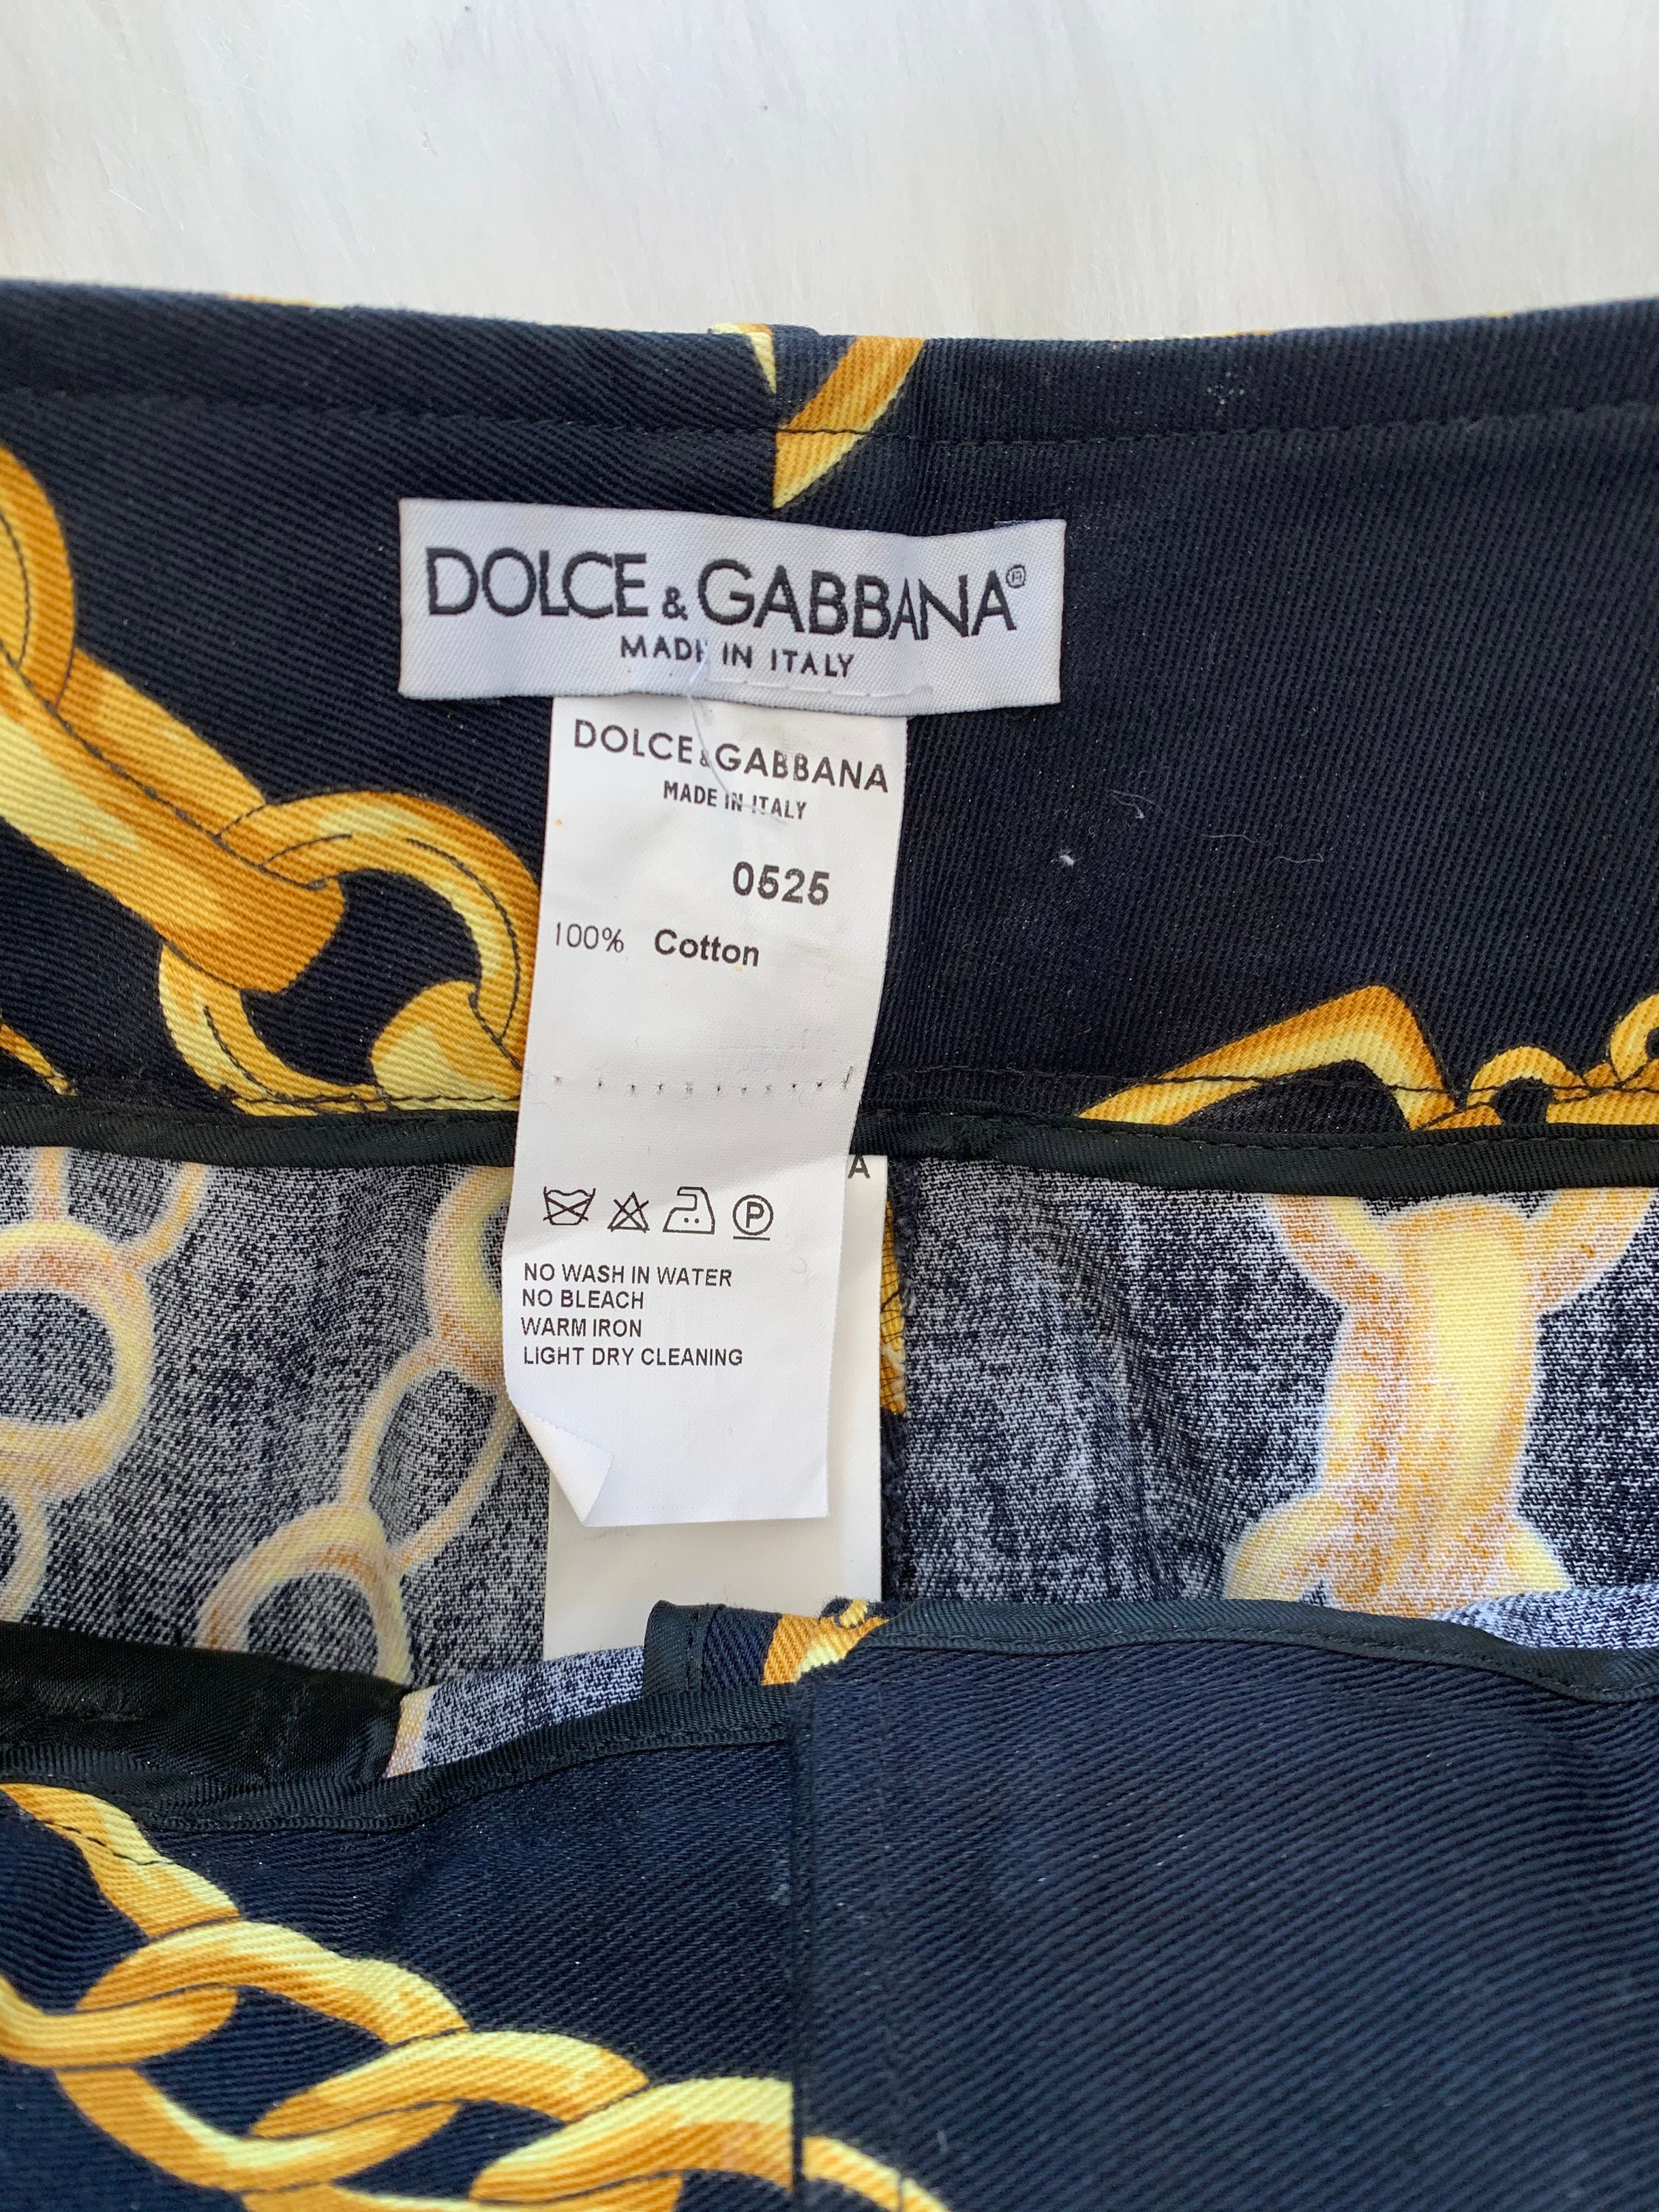 DOLCE & GABBANA®
MADE IN ITALY
DOLCE & GABBANA
MADE IN ITALY
0525
100% Cotton
A
P
NO WASH IN WATER
NO BLEACH
WARM IRON
LIGHT DRY CLEANING